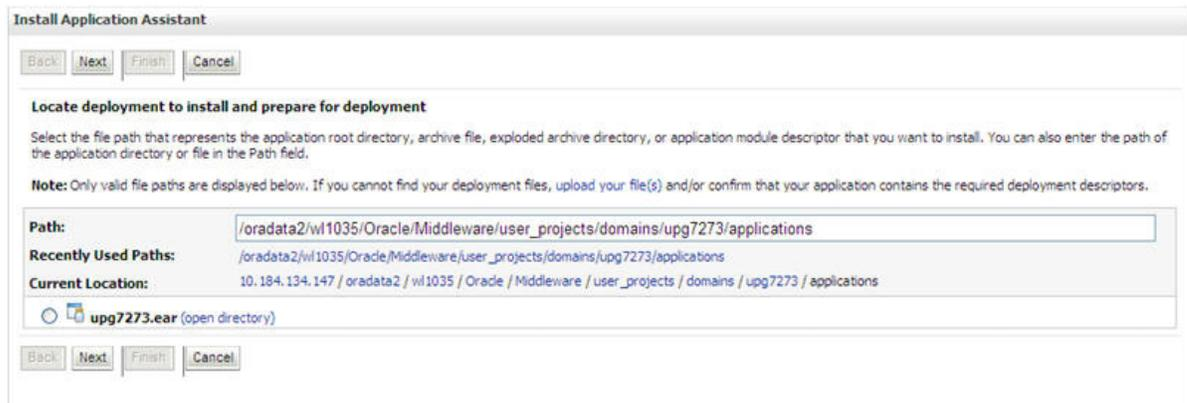 Install Application Assistant
Back Next Finish Cancel
Locate deployment to install and prepare for deployment
Select the file path that represents the application root directory, archive file, exploded archive directory, or application module descriptor that you want to install. You can also enter the path of
the application directory or file in the Path field.
Note: Only valid file paths are displayed below. If you cannot find your deployment files, upload your file(s) and/or confirm that your application contains the required deployment descriptors.
Path: /oradata2/wl1035/Oracle/Middleware/user_projects/domains/upg7273/applications
Recently Used Paths: /oradata2/wl1035/Oracle/Middleware/user_projects/domains/upg7273/applications
Current Location: 10.184.134.147 / oradata2 / wl1035 / Oracle / Middleware / user_projects / domains / upg7273 / applications
upg7273.ear (open directory)
Back Next Finish Cancel